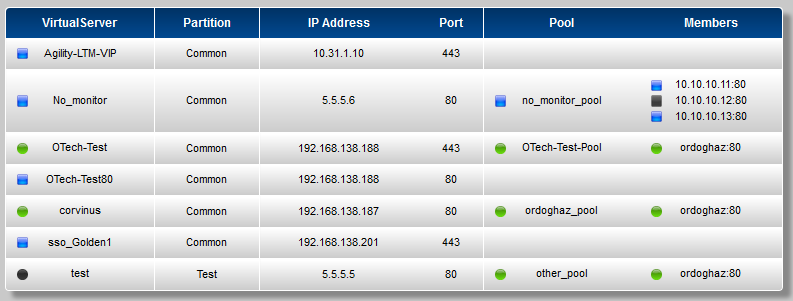 VirtualServer Partition IP Address Port Pool Members
Agility-LTM-VIP Common 10.31.1.10 443
No_monitor Common 5.5.5.6 80 no_monitor_pool 10.10.10.11:80
10.10.10.12:80
10.10.10.13:80
OTech-Test Common 192.168.138.188 443 OTech-Test-Pool ordoghaz:80
OTech-Test80 Common 192.168.138.188 80
corvinus Common 192.168.138.187 80 ordoghaz_pool ordoghaz:80
sso_Golden1 Common 192.168.138.201 443
test Test 5.5.5.5 80 other_pool ordoghaz:80